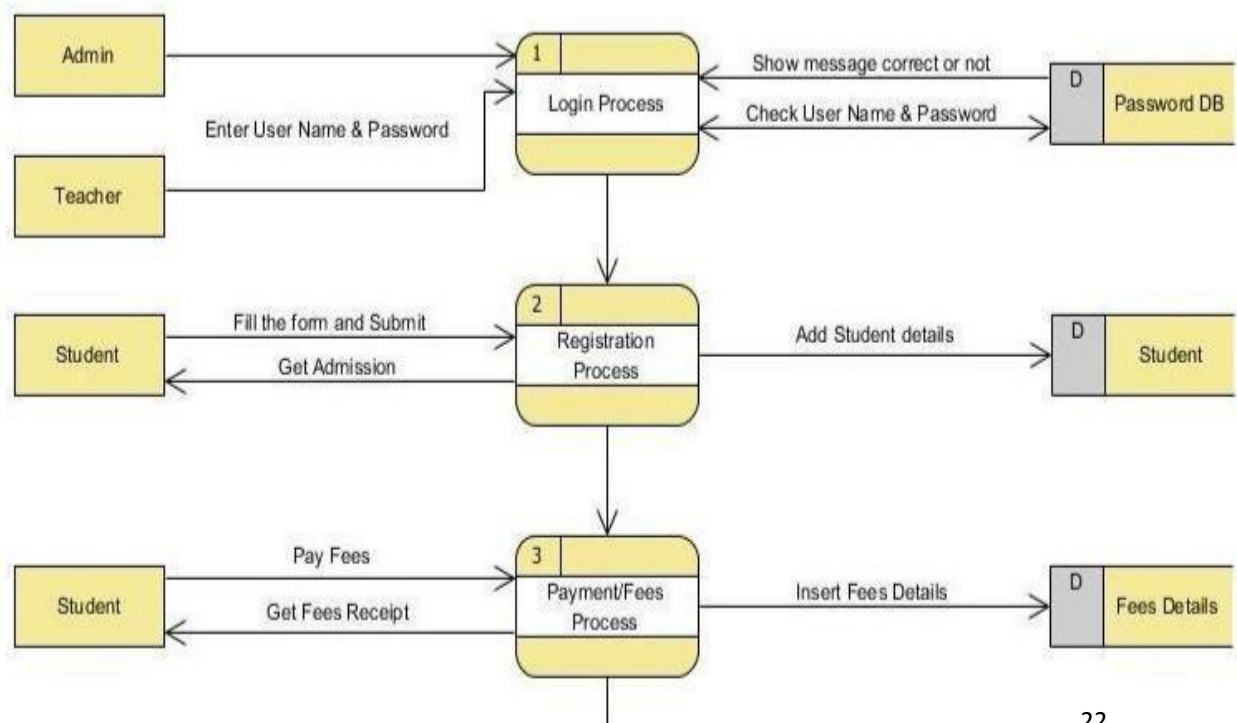 Admin
1
Login Process
Show message correct or not
Check User Name & Password
D
Password DB
Enter User Name & Password
Teacher
Student
Fill the form and Submit
Get Admission
2
Registration
Process
Add Student details
D
Student
Student
Pay Fees
Get Fees Receipt
3
Payment/Fees
Process
Insert Fees Details
D
Fees Details
22